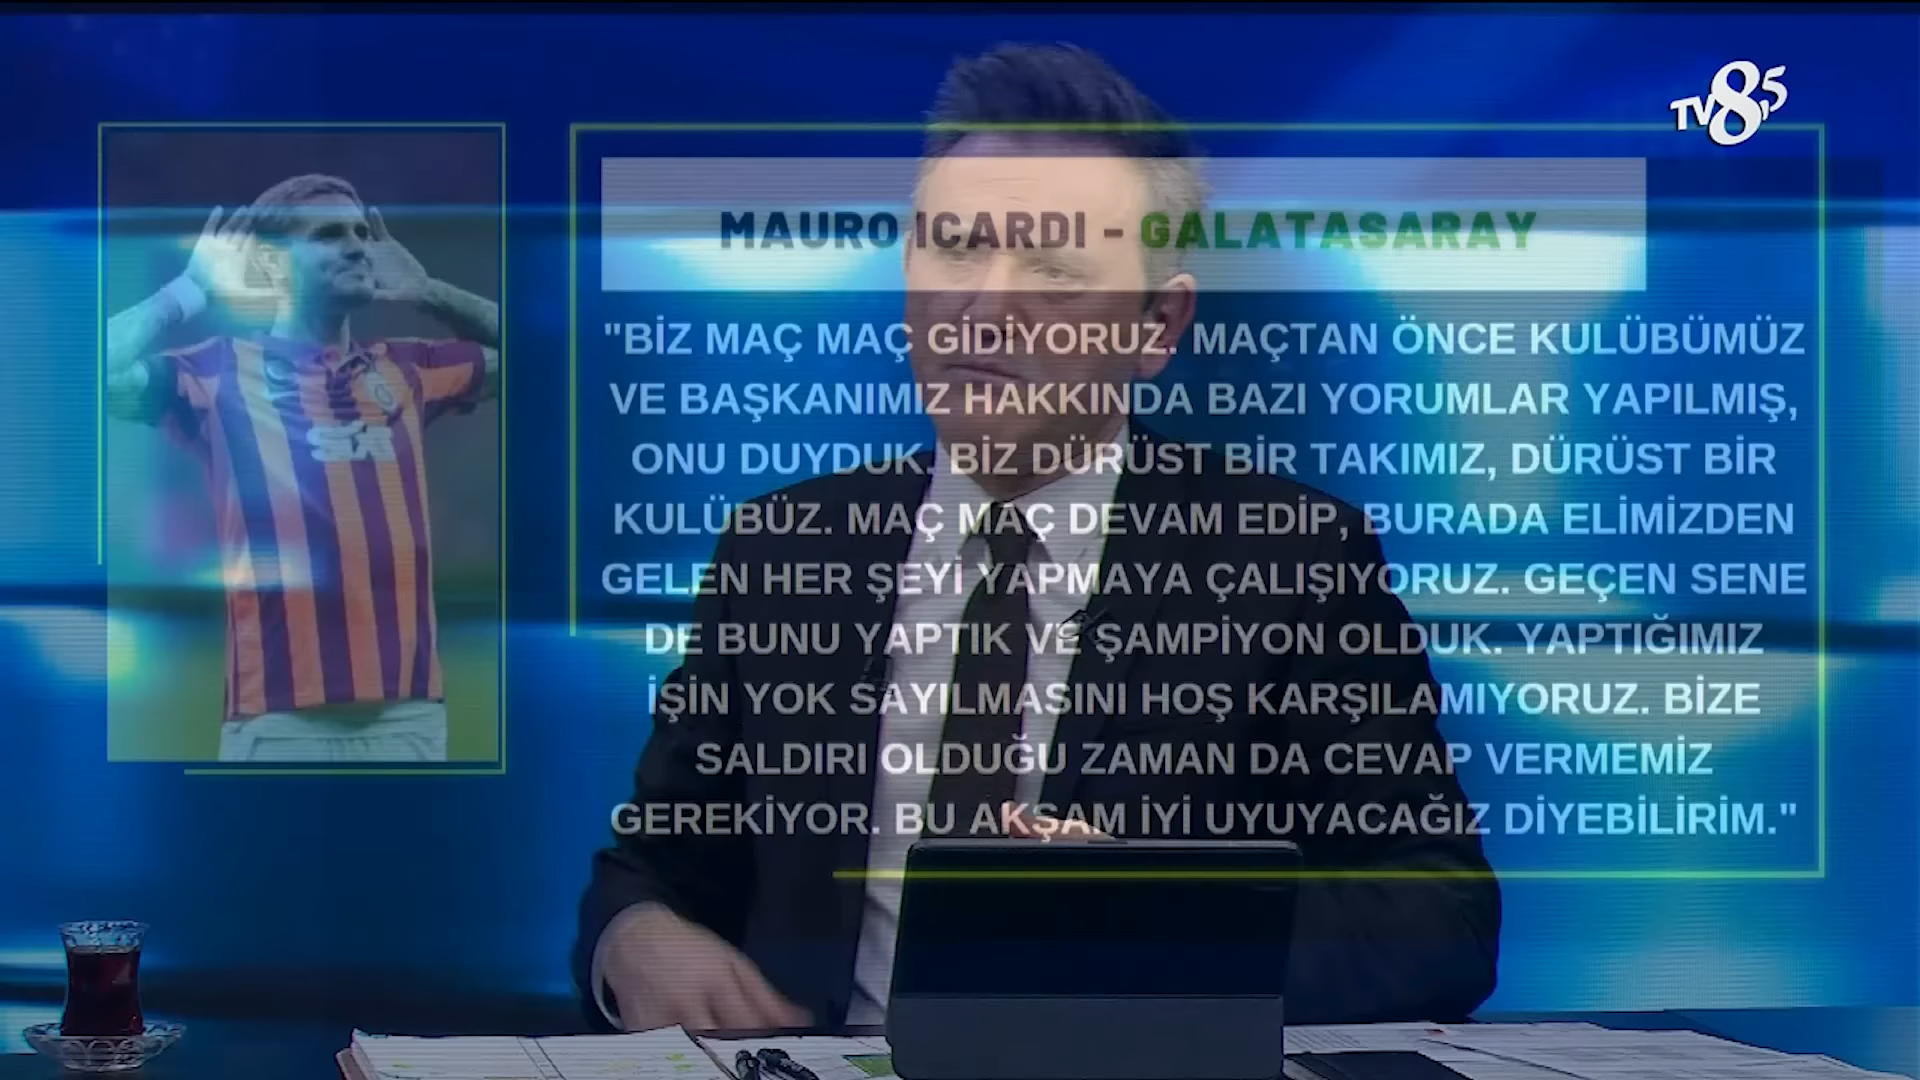 TV8,5
MAURO ICARDI - GALATASARAY
"BİZ MAÇ MAÇ GİDİYORUZ. MAÇTAN ÖNCE KULÜBÜMÜZ
VE BAŞKANIMIZ HAKKINDA BAZI YORUMLAR YAPILMIŞ,
ONU DUYDUK. BİZ DÜRÜST BİR TAKIMIZ, DÜRÜST BİR
KULÜBÜZ. MAÇ MAÇ DEVAM EDİP, BURADA ELİMİZDEN
GELEN HER ŞEYİ YAPMAYA ÇALIŞIYORUZ. GEÇEN SENE
DE BUNU YAPTIK VE ŞAMPİYON OLDUK. YAPTIĞIMIZ
İŞİN YOK SAYILMASINI HOŞ KARŞILAMIYORUZ. BİZE
SALDIRI OLDUĞU ZAMAN DA CEVAP VERMEMİZ
GEREKİYOR. BU AKŞAM İYİ UYUYACAĞIZ DİYEBİLİRİM."